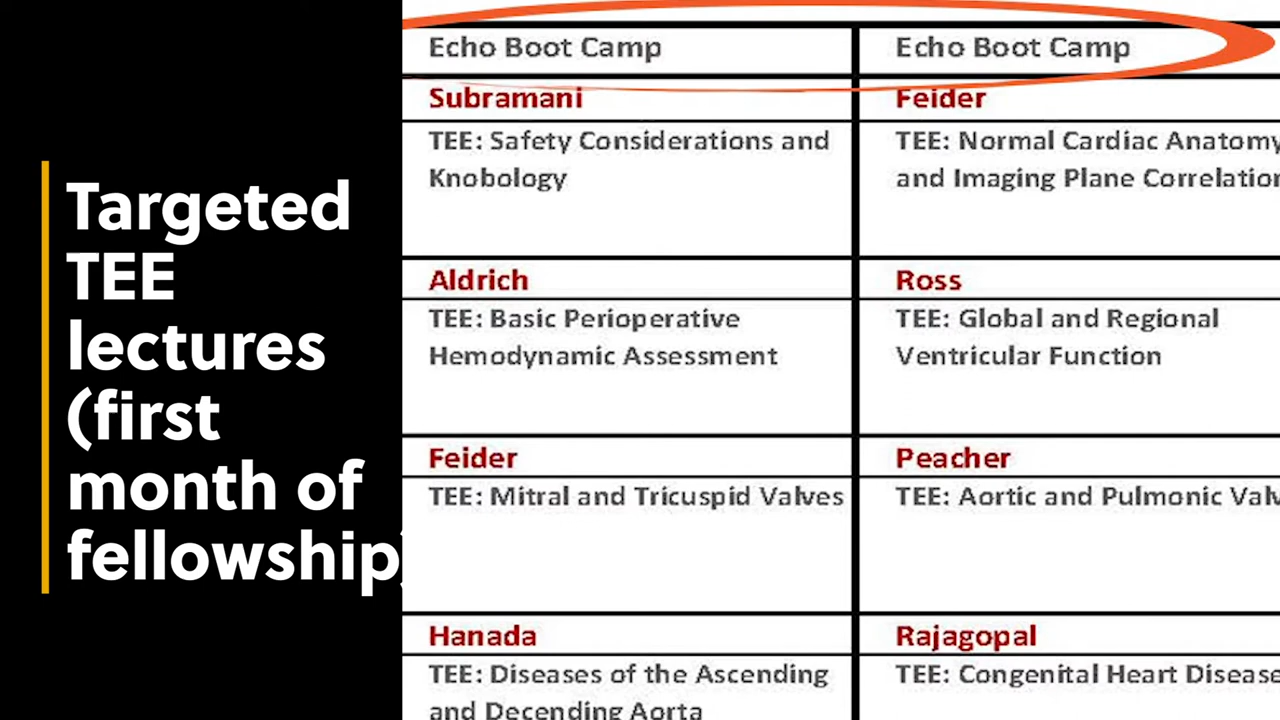 Targeted
TEE
lectures
(first
month of
fellowship)
Echo Boot Camp
Echo Boot Camp
Subramani
Feider
TEE: Safety Considerations and
Knobology
TEE: Normal Cardiac Anatomy
and Imaging Plane Correlation
Aldrich
Ross
TEE: Basic Perioperative
Hemodynamic Assessment
TEE: Global and Regional
Ventricular Function
Feider
Peacher
TEE: Mitral and Tricuspid Valves
TEE: Aortic and Pulmonic Valv
Hanada
Rajagopal
TEE: Diseases of the Ascending
and Decending Aorta
TEE: Congenital Heart Disease